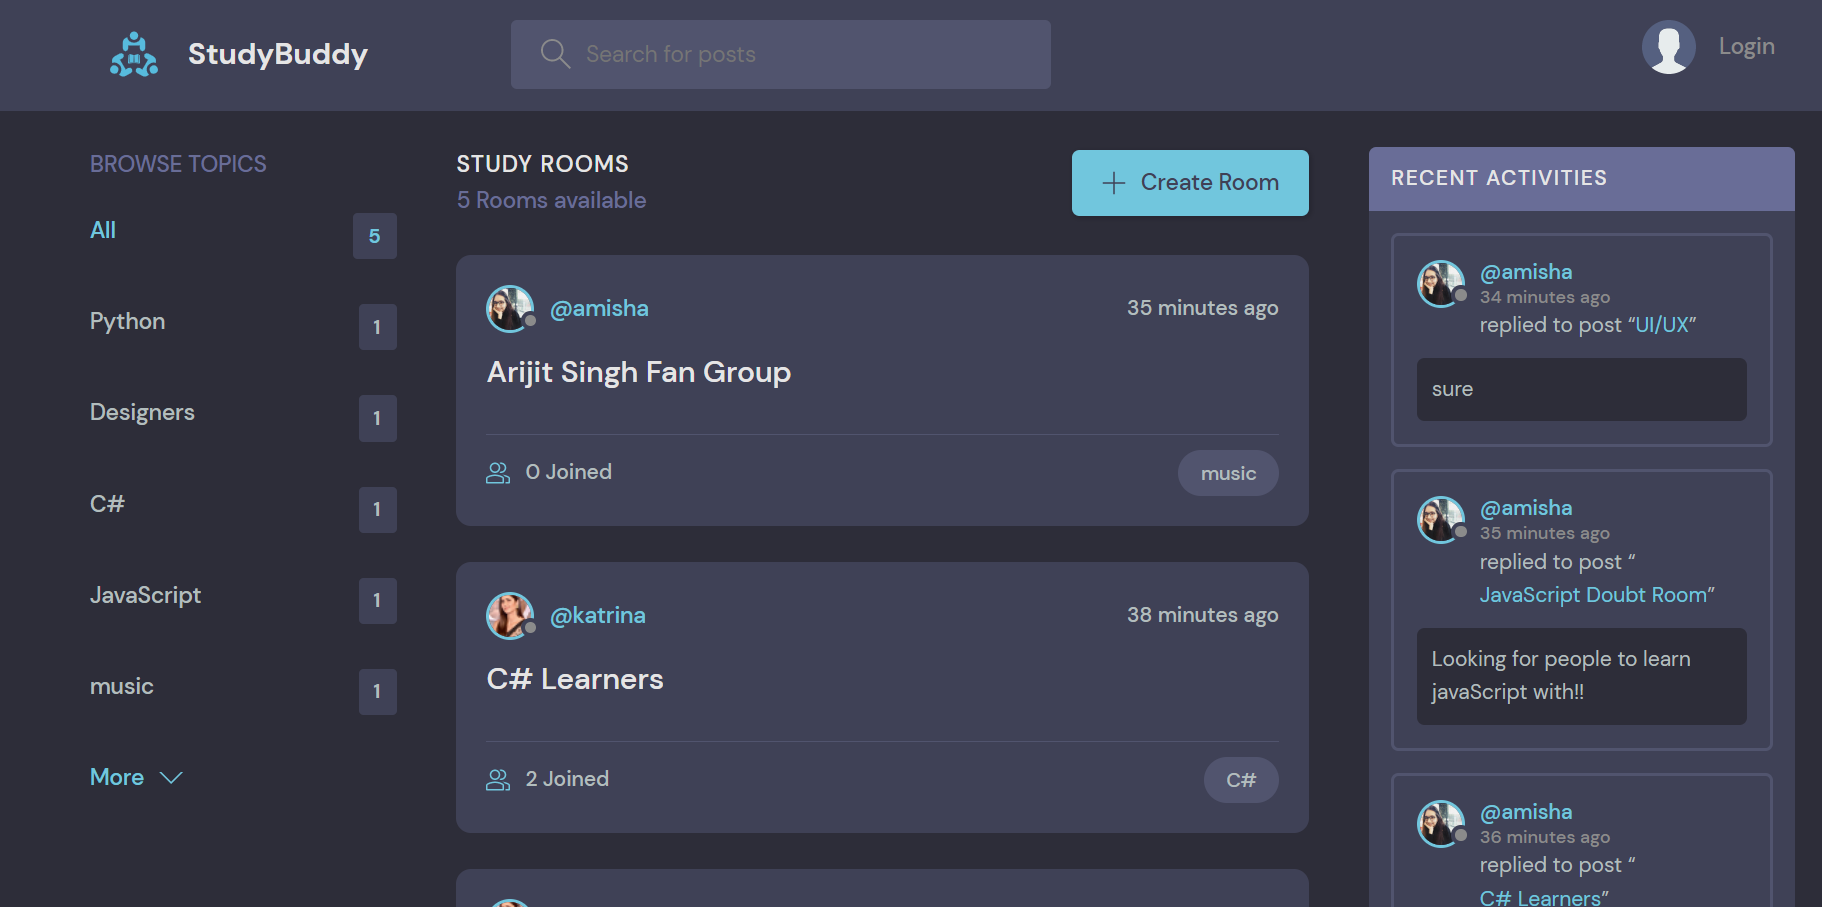 StudyBuddy
Search for posts
Login
BROWSE TOPICS
All 5
Python 1
Designers 1
C# 1
JavaScript 1
music 1
More
STUDY ROOMS
5 Rooms available
Create Room
@amisha 35 minutes ago
Arijit Singh Fan Group
0 Joined music
@katrina 38 minutes ago
C# Learners
2 Joined C#
RECENT ACTIVITIES
@amisha
34 minutes ago
replied to post “UI/UX”
sure
@amisha
35 minutes ago
replied to post “
JavaScript Doubt Room”
Looking for people to learn
javaScript with!!
@amisha
36 minutes ago
replied to post “
C# Learners”